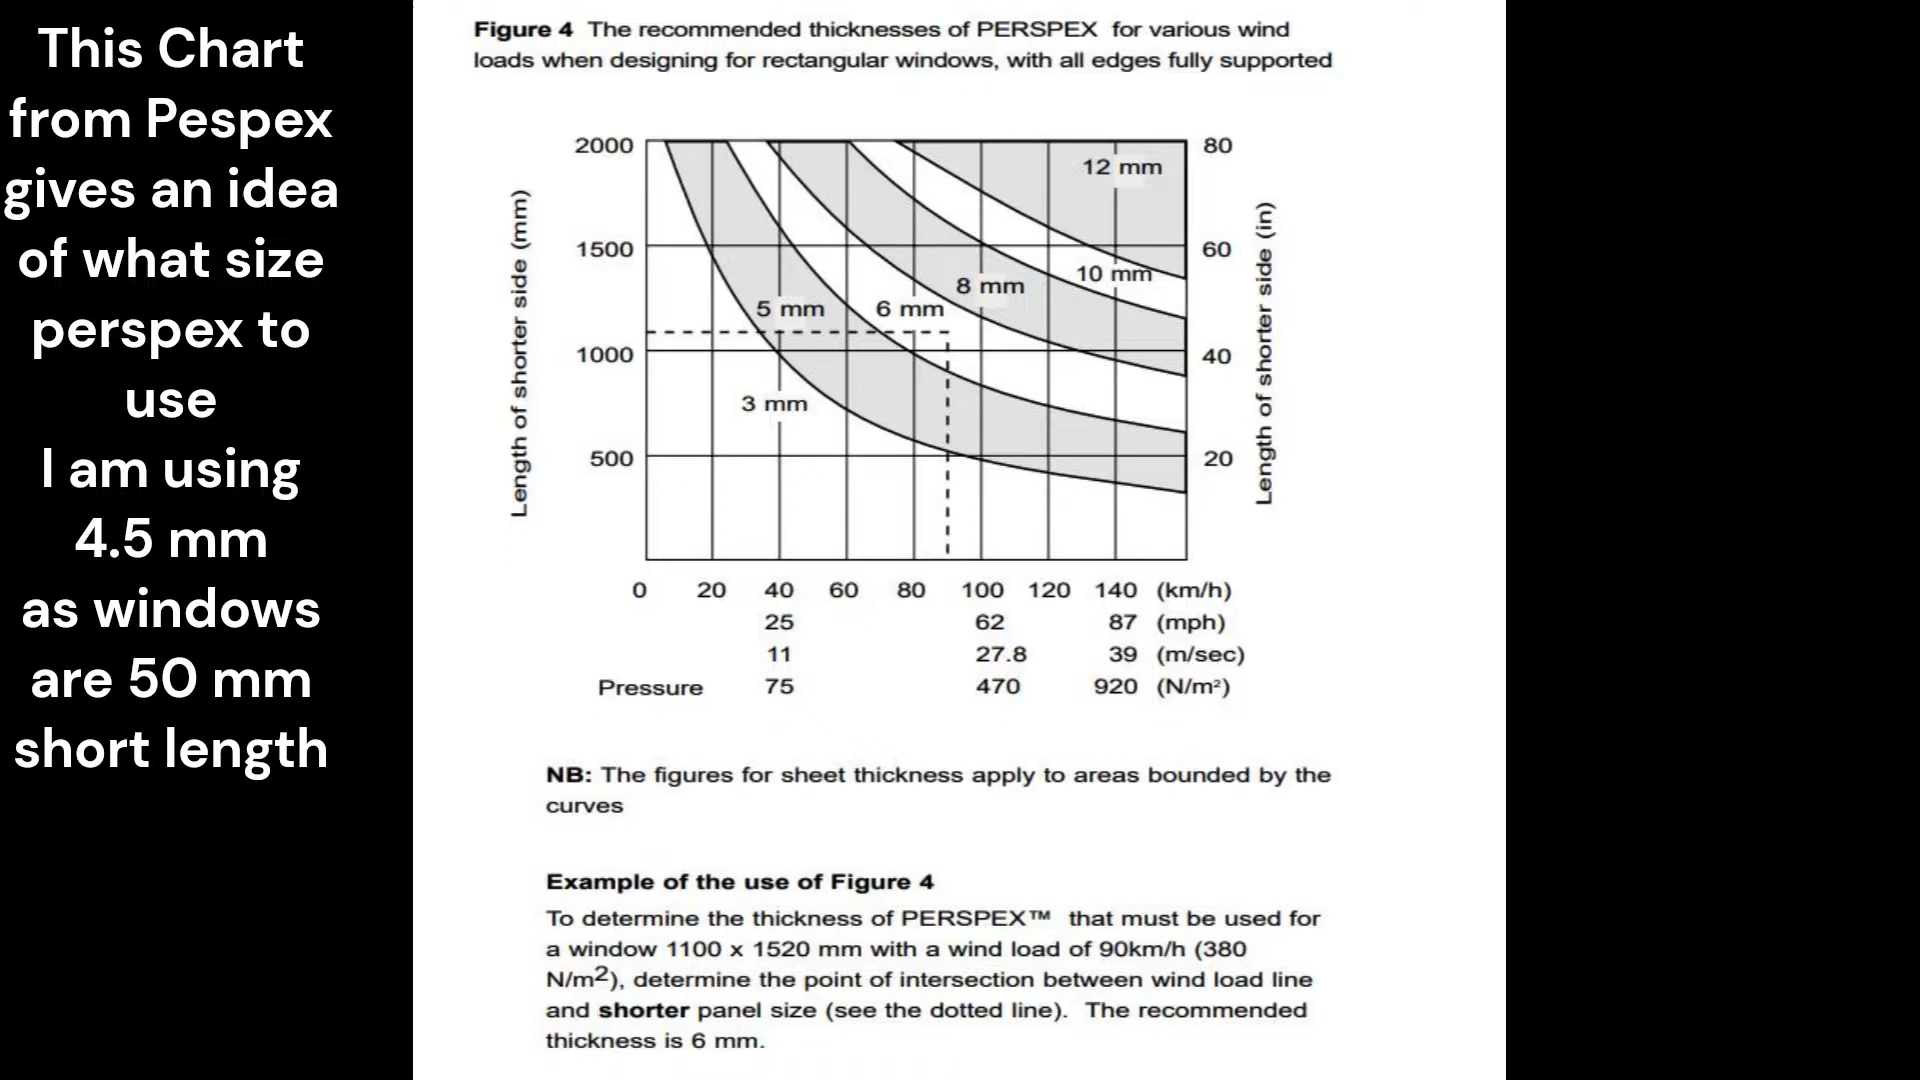 This Chart
from Pespex
gives an idea
of what size
perspex to
use
I am using
4.5 mm
as windows
are 50 mm
short length
Figure 4 The recommended thicknesses of PERSPEX for various wind
loads when designing for rectangular windows, with all edges fully supported
Length of shorter side (mm)
2000
1500
1000
500
12 mm
10 mm
8 mm
5 mm
6 mm
3 mm
80
60
40
20
Length of shorter side (in)
0 20 40 60 80 100 120 140 (km/h)
25 62 87 (mph)
11 27.8 39 (m/sec)
Pressure 75 470 920 (N/m²)
NB: The figures for sheet thickness apply to areas bounded by the
curves
Example of the use of Figure 4
To determine the thickness of PERSPEX™ that must be used for
a window 1100 x 1520 mm with a wind load of 90km/h (380
N/m2), determine the point of intersection between wind load line
and shorter panel size (see the dotted line). The recommended
thickness is 6 mm.